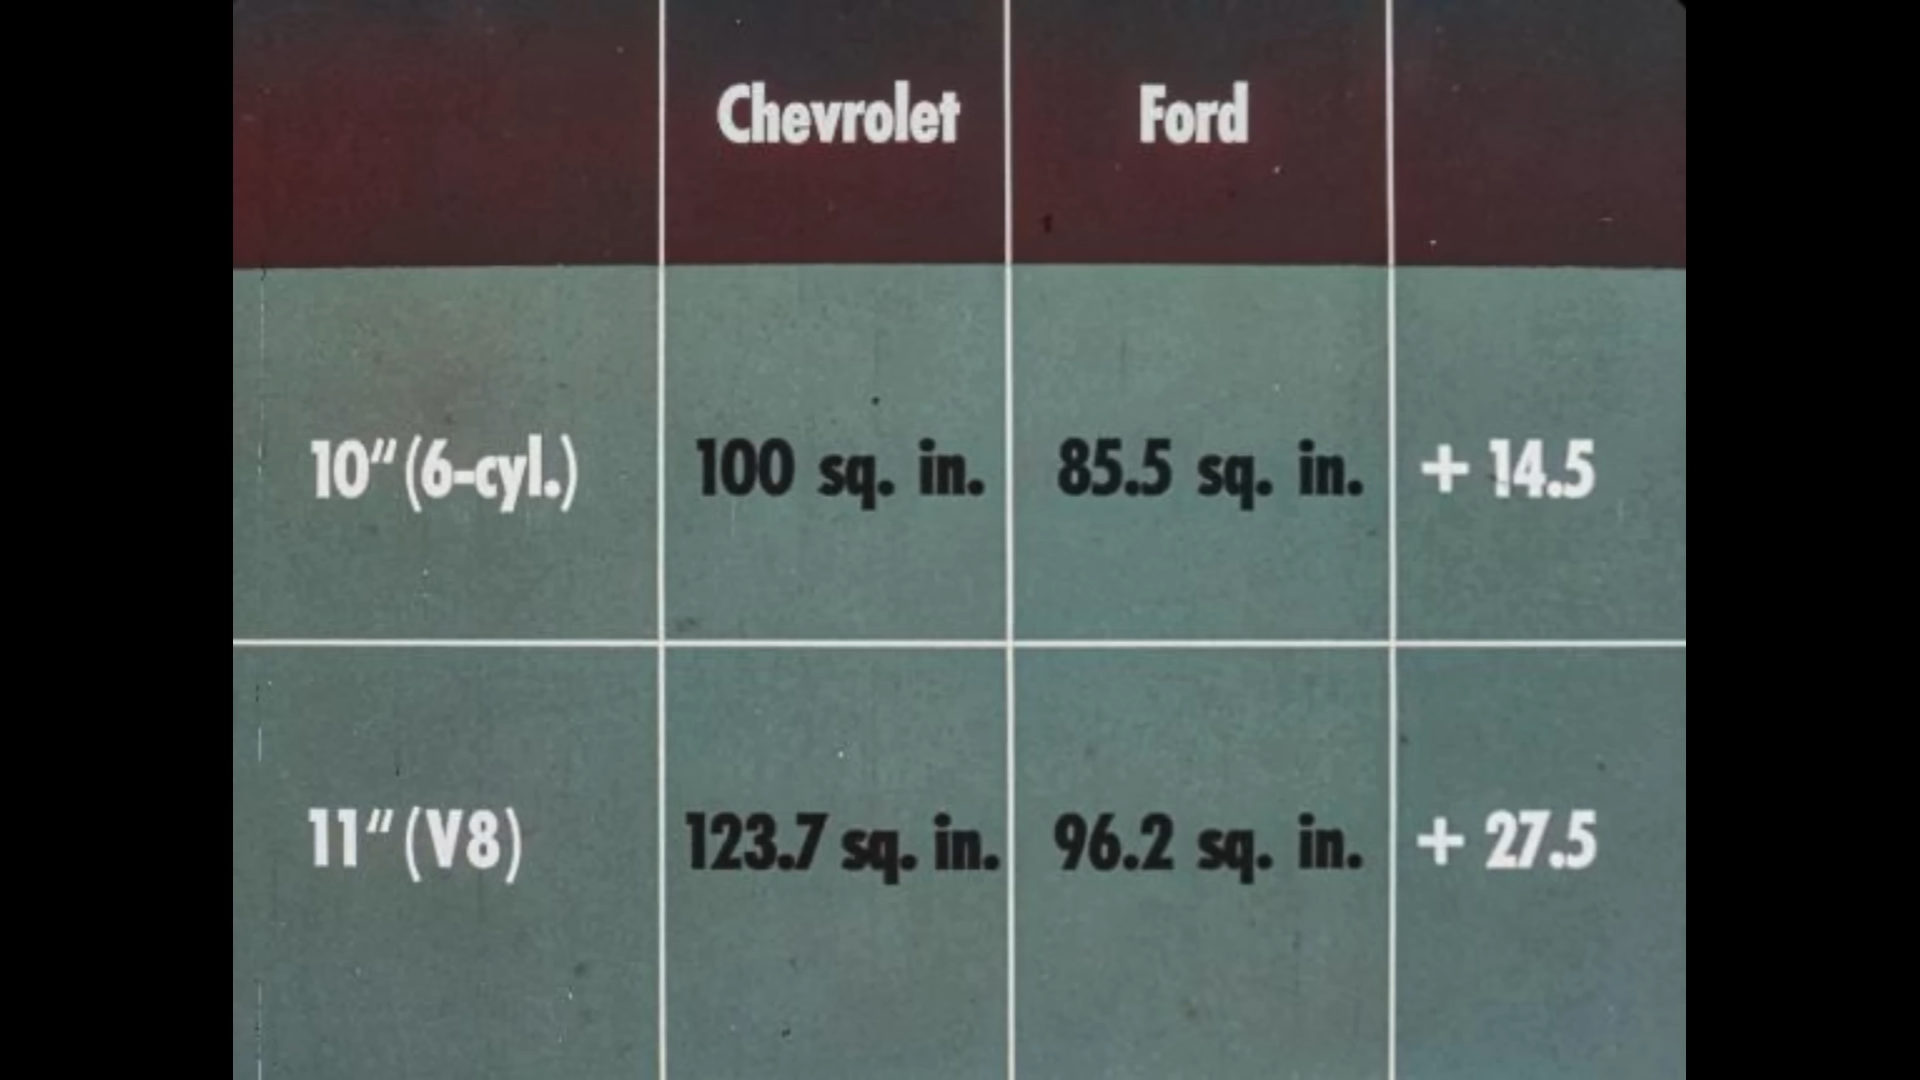 Chevrolet Ford
10" (6-cyl.) 100 sq. in. 85.5 sq. in. + 14.5
11" (V8) 123.7 sq. in. 96.2 sq. in. + 27.5